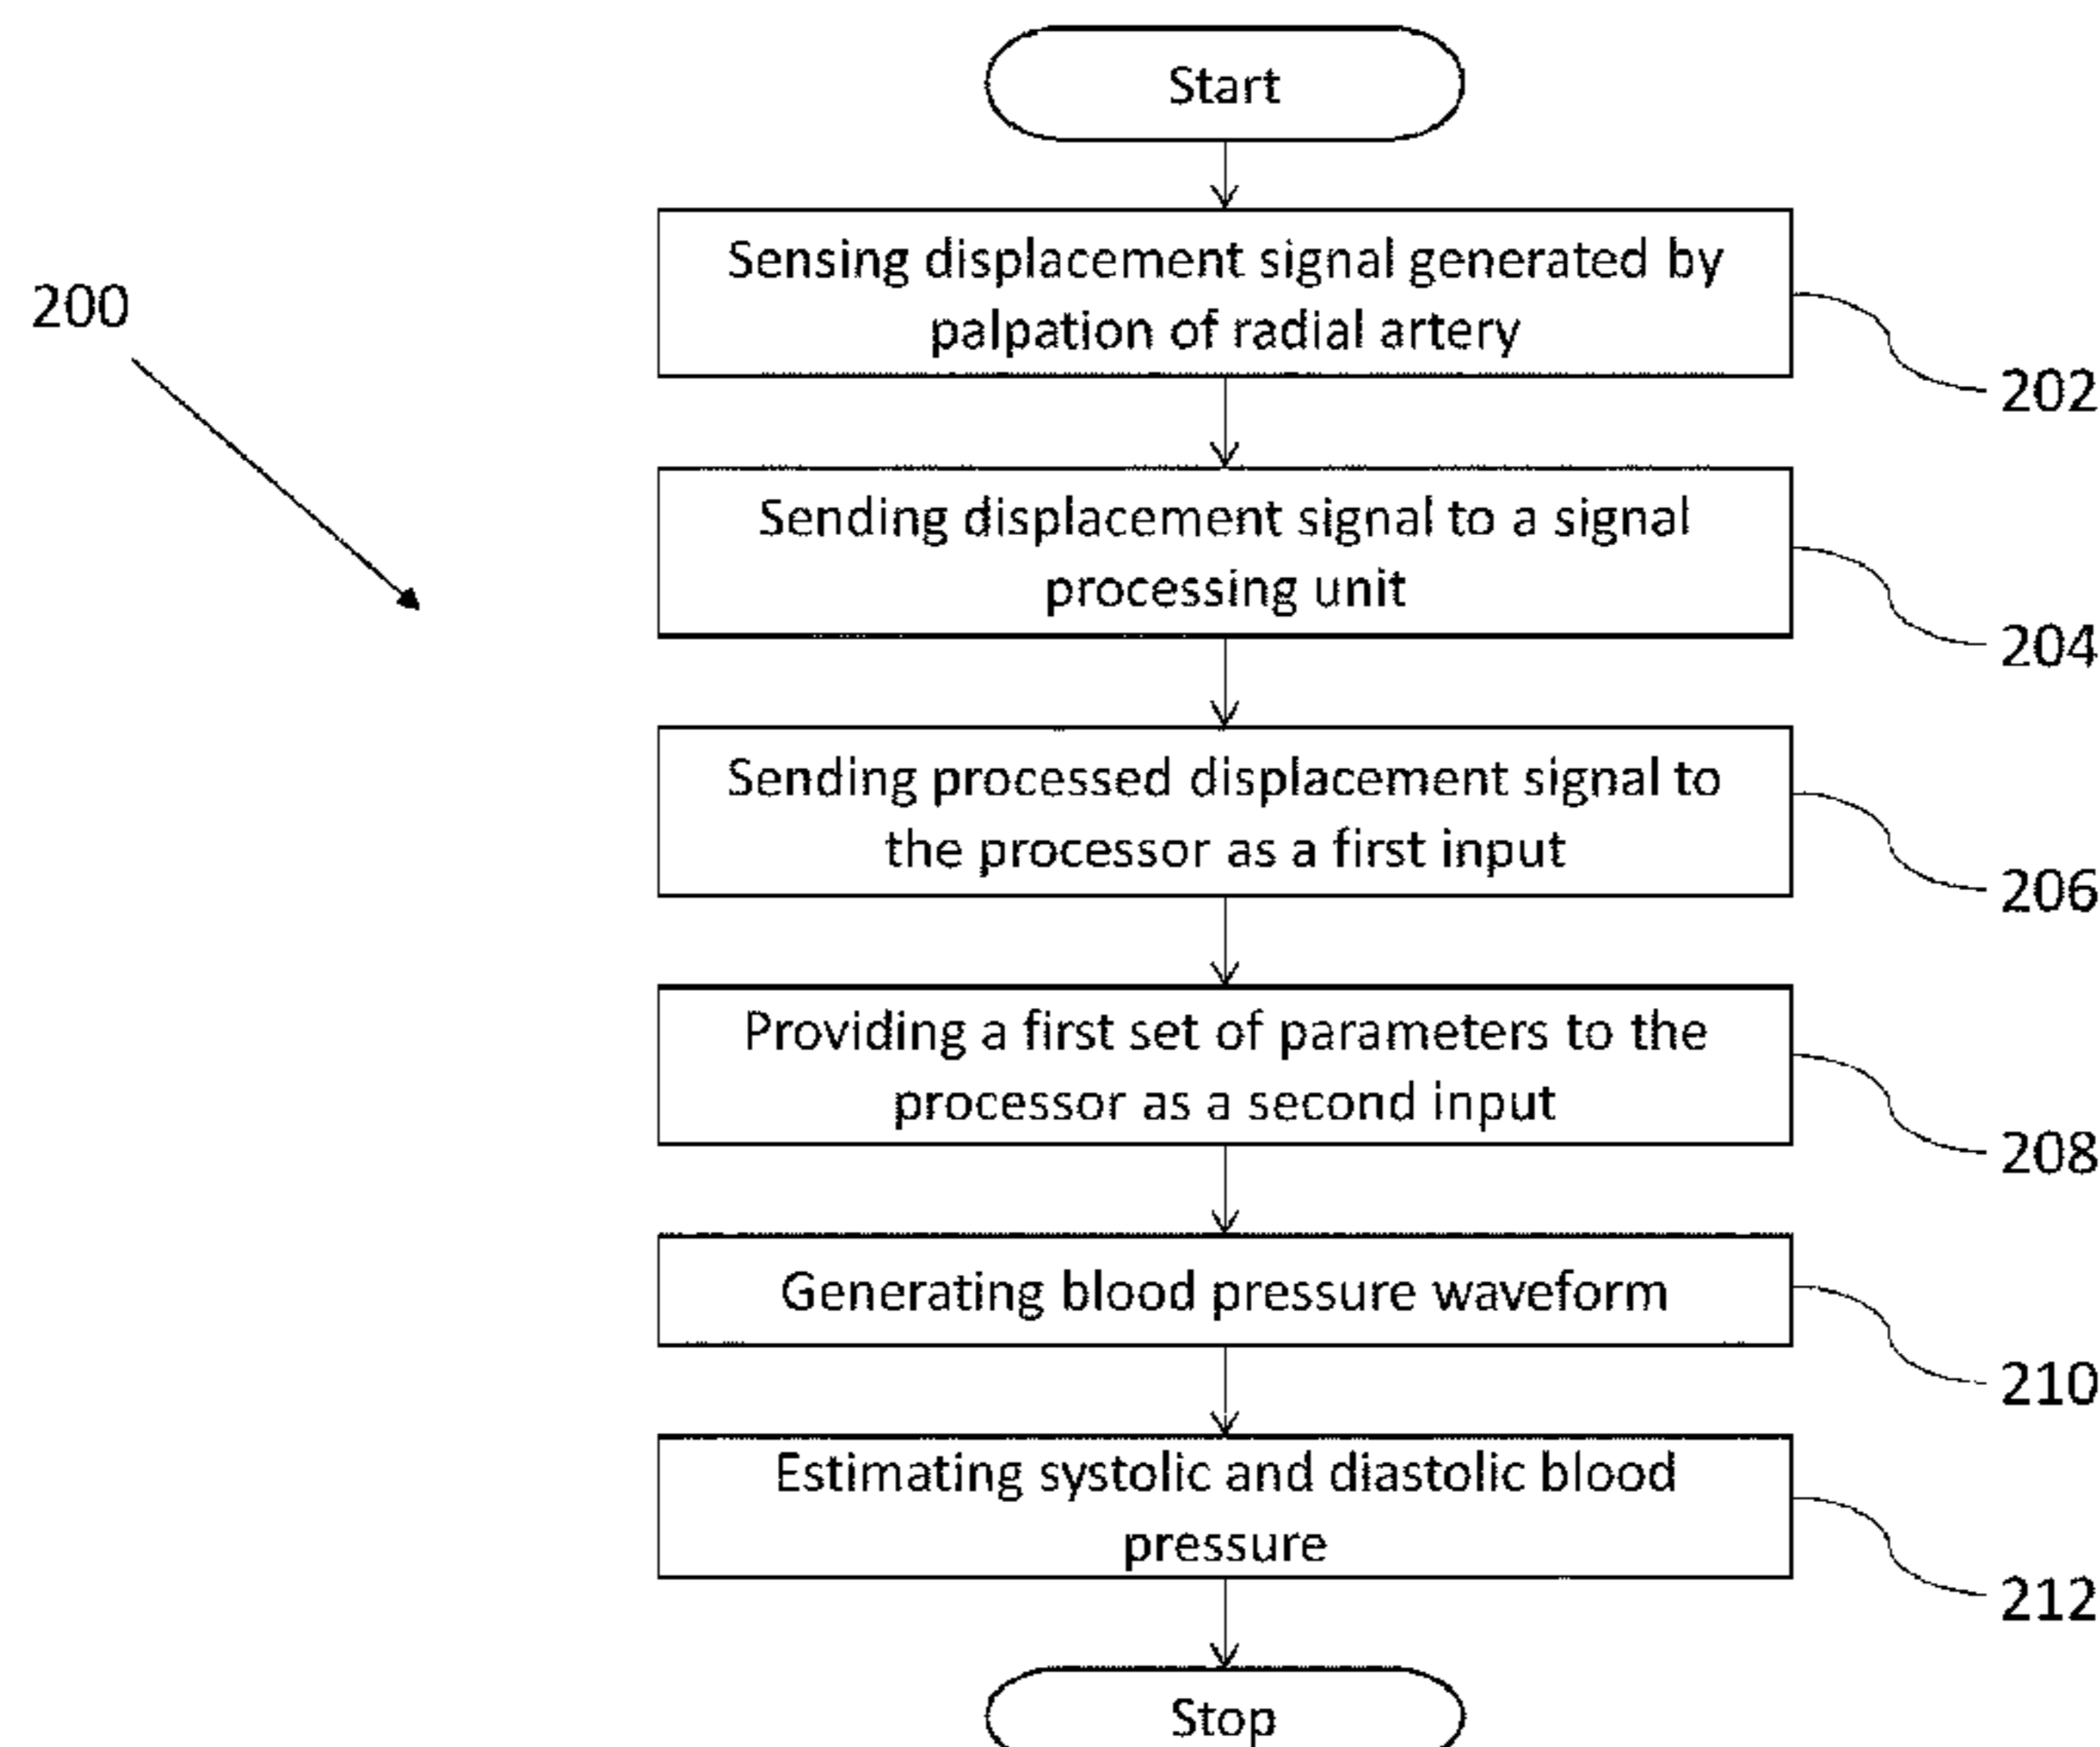 Start
200
Sensing displacement signal generated by
palpation of radial artery
202
Sending displacement signal to a signal
processing unit
204
Sending processed displacement signal to
the processor as a first input
206
Providing a first set of parameters to the
processor as a second input
208
Generating blood pressure waveform
210
Estimating systolic and diastolic blood
pressure
212
Stop